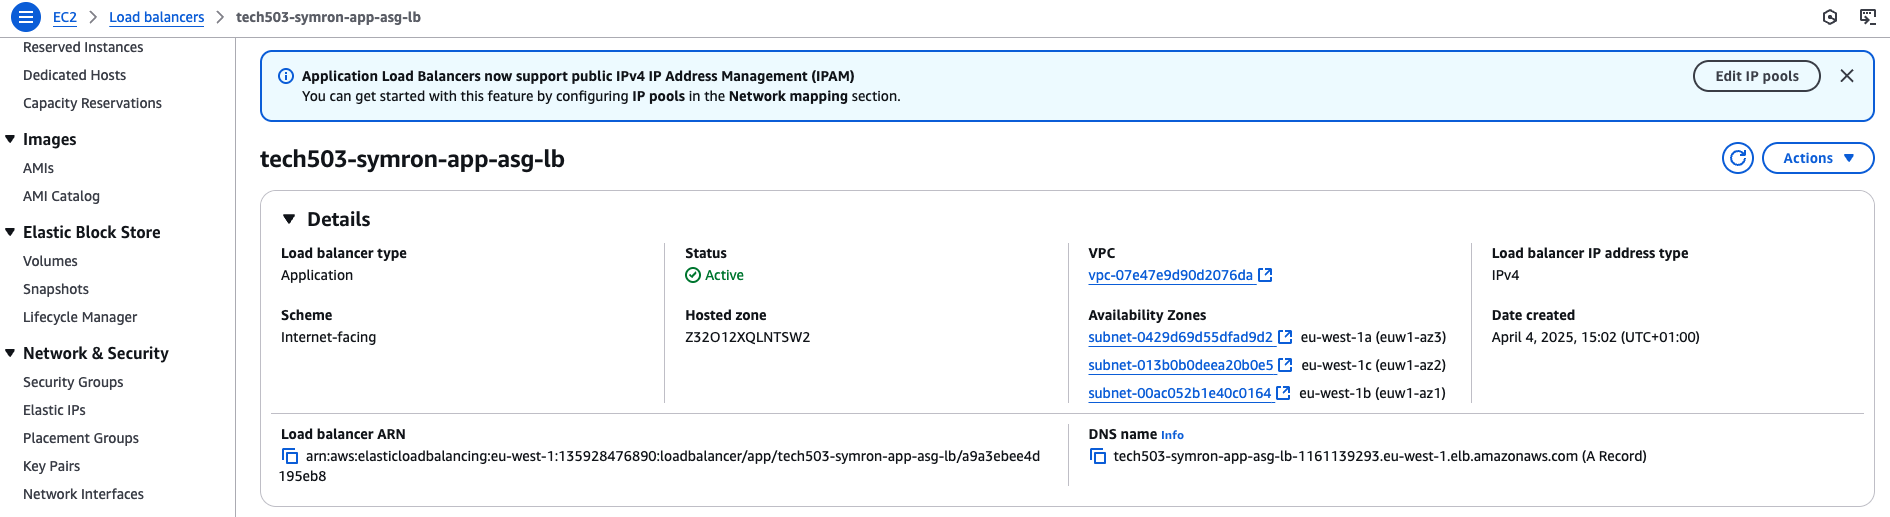 EC2 > Load balancers > tech503-symron-app-asg-lb
Reserved Instances
Dedicated Hosts
Capacity Reservations
Images
AMIs
AMI Catalog
Elastic Block Store
Volumes
Snapshots
Lifecycle Manager
Network & Security
Security Groups
Elastic IPs
Placement Groups
Key Pairs
Network Interfaces
Application Load Balancers now support public IPv4 IP Address Management (IPAM)
You can get started with this feature by configuring IP pools in the Network mapping section.
Edit IP pools
tech503-symron-app-asg-lb
Actions
Details
Load balancer type
Application
Status
Active
VPC
vpc-07e47e9d90d2076da
Load balancer IP address type
IPv4
Scheme
Internet-facing
Hosted zone
Z32O12XQLNTSW2
Availability Zones
subnet-0429d69d55dfad9d2 eu-west-1a (euw1-az3)
subnet-013b0b0deea20b0e5 eu-west-1c (euw1-az2)
subnet-00ac052b1e40c0164 eu-west-1b (euw1-az1)
Date created
April 4, 2025, 15:02 (UTC+01:00)
Load balancer ARN
arn:aws:elasticloadbalancing:eu-west-1:135928476890:loadbalancer/app/tech503-symron-app-asg-lb/a9a3ebee4d
195eb8
DNS name Info
tech503-symron-app-asg-lb-1161139293.eu-west-1.elb.amazonaws.com (A Record)